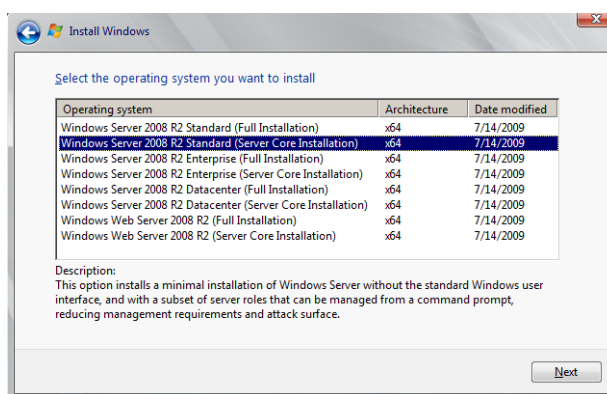 Install Windows
Select the operating system you want to install
Operating system Architecture Date modified
Windows Server 2008 R2 Standard (Full Installation) x64 7/14/2009
Windows Server 2008 R2 Standard (Server Core Installation) x64 7/14/2009
Windows Server 2008 R2 Enterprise (Full Installation) x64 7/14/2009
Windows Server 2008 R2 Enterprise (Server Core Installation) x64 7/14/2009
Windows Server 2008 R2 Datacenter (Full Installation) x64 7/14/2009
Windows Server 2008 R2 Datacenter (Server Core Installation) x64 7/14/2009
Windows Web Server 2008 R2 (Full Installation) x64 7/14/2009
Windows Web Server 2008 R2 (Server Core Installation) x64 7/14/2009
Description:
This option installs a minimal installation of Windows Server without the standard Windows user
interface, and with a subset of server roles that can be managed from a command prompt,
reducing management requirements and attack surface.
Next